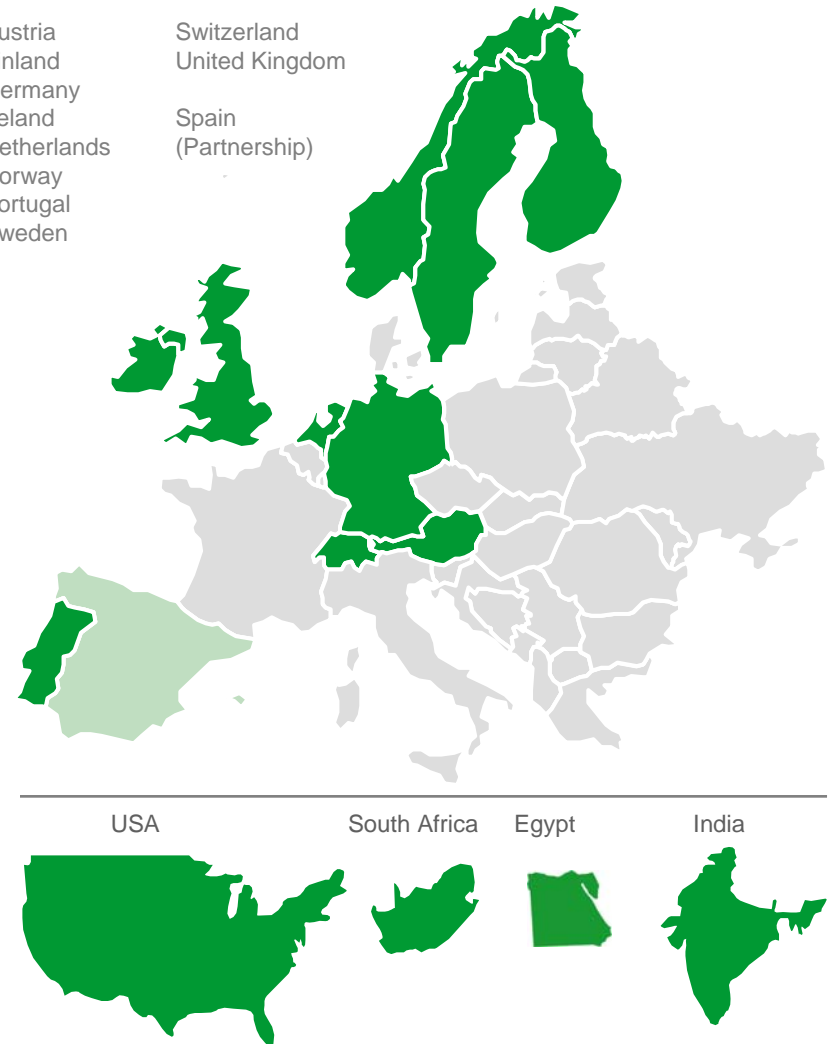 ustria
nland
ermany
eland
etherlands
orway
ortugal
weden
Switzerland
United Kingdom
Spain
(Partnership)
USA
South Africa
Egypt
India